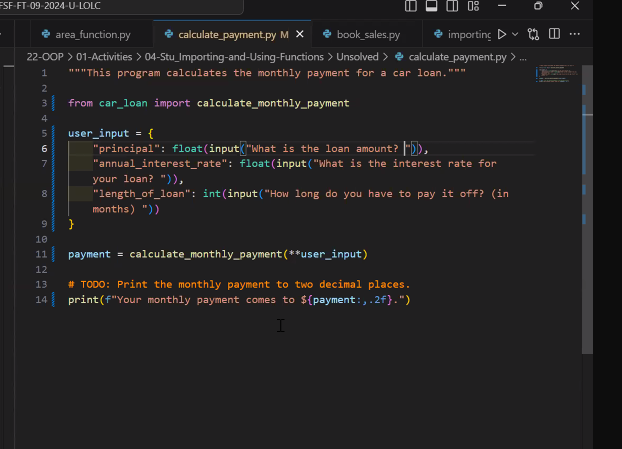 FSF-FT-09-2024-U-LOLC
area_function.py
calculate_payment.py M
book_sales.py
importing
22-OOP > 01-Activities > 04-Stu_Importing-and-Using-Functions > Unsolved > calculate_payment.py > ...
1 """This program calculates the monthly payment for a car loan."""
2
3 from car_loan import calculate_monthly_payment
4
5 user_input = {
6 "principal": float(input("What is the loan amount? ")),
7 "annual_interest_rate": float(input("What is the interest rate for
your loan? ")),
8 "length_of_loan": int(input("How long do you have to pay it off? (in
months) "))
9 }
10
11 payment = calculate_monthly_payment(**user_input)
12
13 # TODO: Print the monthly payment to two decimal places.
14 print(f"Your monthly payment comes to ${payment:,.2f}.")